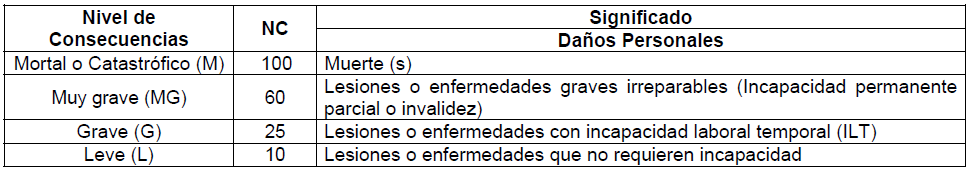 Nivel de
Consecuencias
NC
Significado
Daños Personales
Mortal o Catastrófico (M) 100 Muerte (s)
Muy grave (MG) 60 Lesiones o enfermedades graves irreparables (Incapacidad permanente
parcial o invalidez)
Grave (G) 25 Lesiones o enfermedades con incapacidad laboral temporal (ILT)
Leve (L) 10 Lesiones o enfermedades que no requieren incapacidad